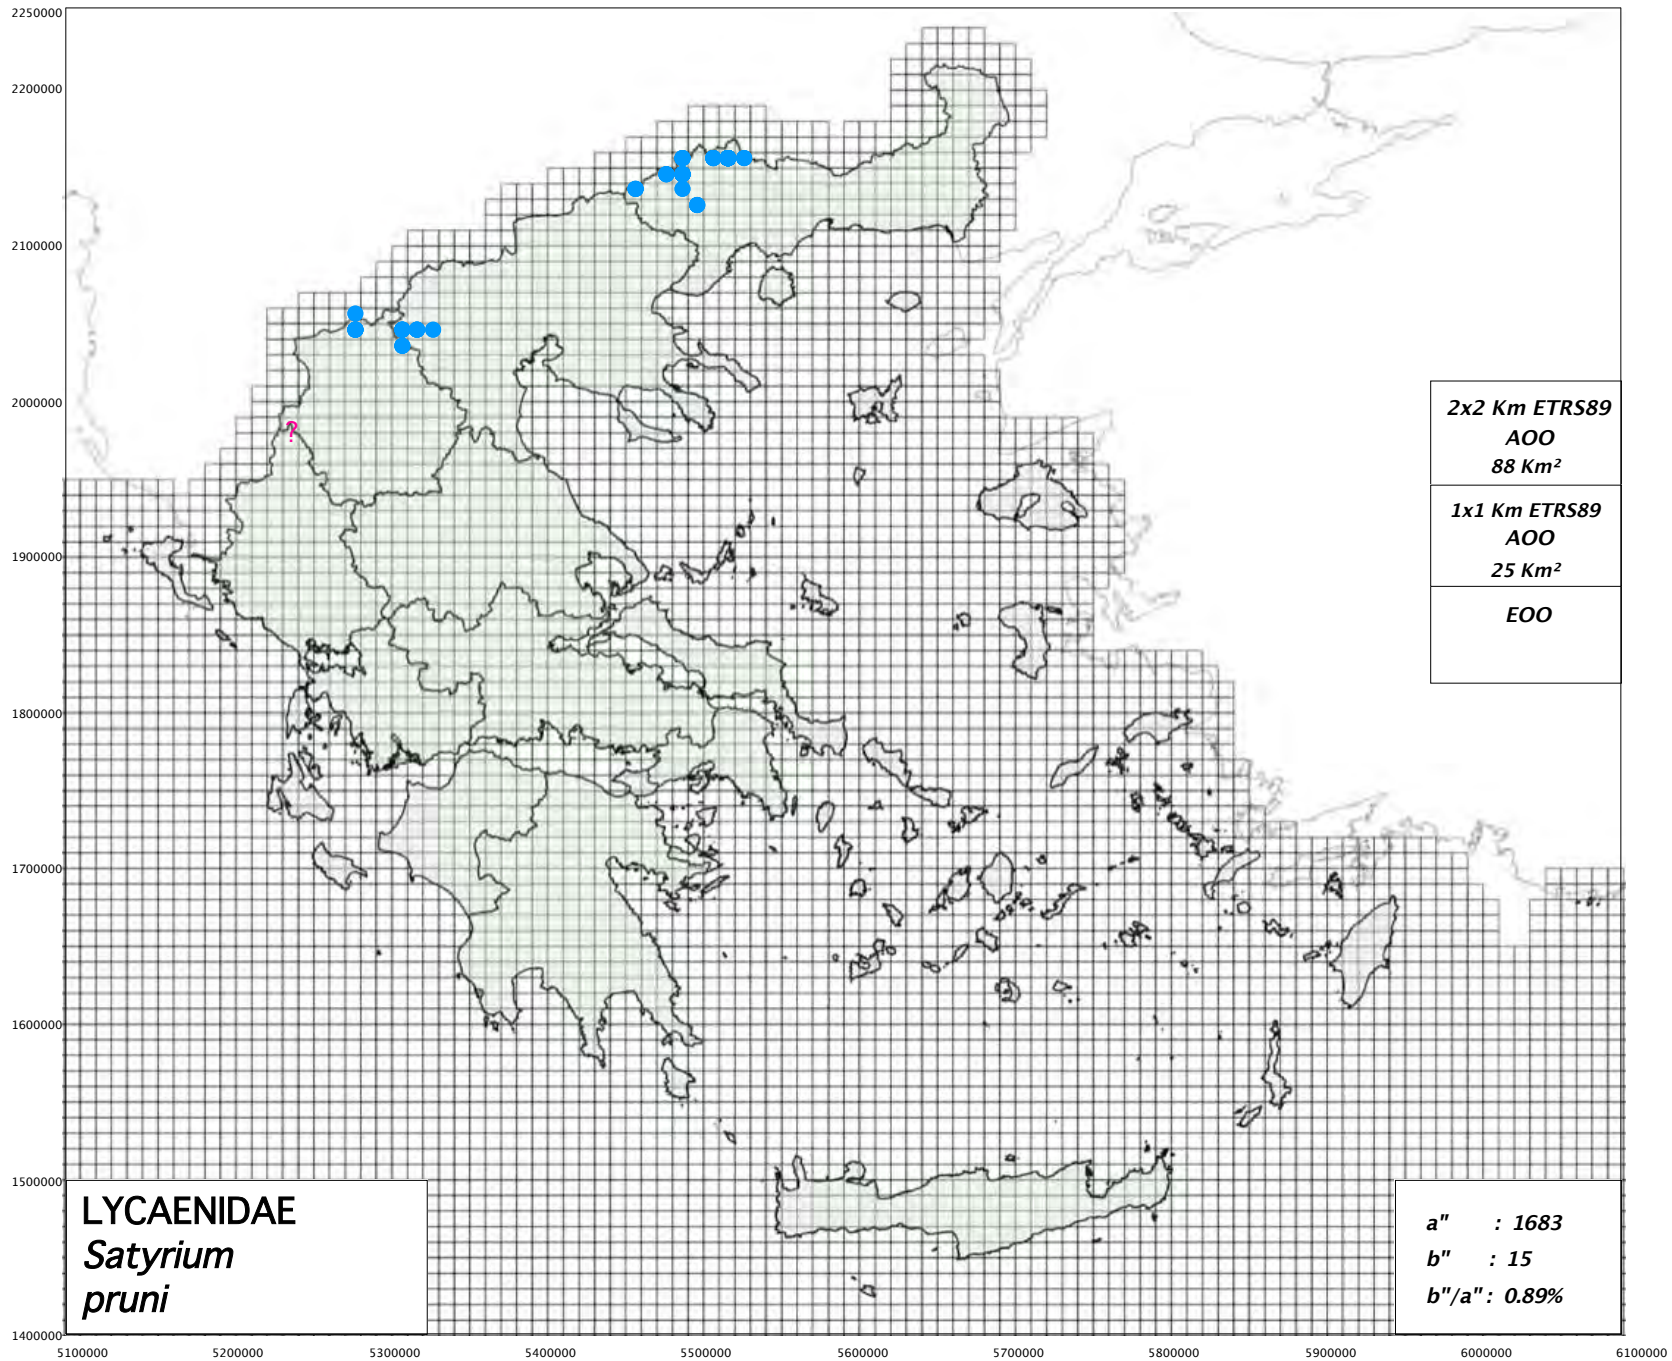 2250000
2200000
2100000
2000000
1900000
1800000
1700000
1600000
1500000
1400000
?
2x2 Km ETRS89
AOO
88 Km²
1x1 Km ETRS89
AOO
25 Km²
EOO
LYCAENIDAE
Satyrium
pruni
a" : 1683
b" : 15
b"/a" : 0.89%
5100000 5200000 5300000 5400000 5500000 5600000 5700000 5800000 5900000 6000000 6100000